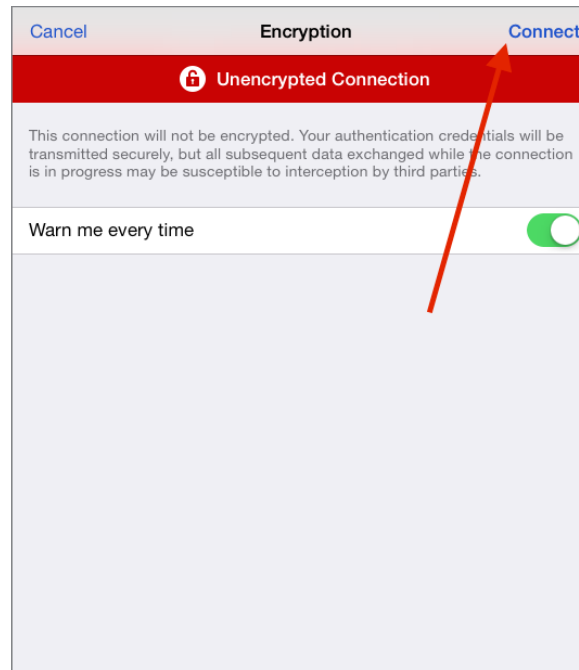 Cancel Encryption Connect
Unencrypted Connection
This connection will not be encrypted. Your authentication credentials will be
transmitted securely, but all subsequent data exchanged while the connection
is in progress may be susceptible to interception by third parties.
Warn me every time